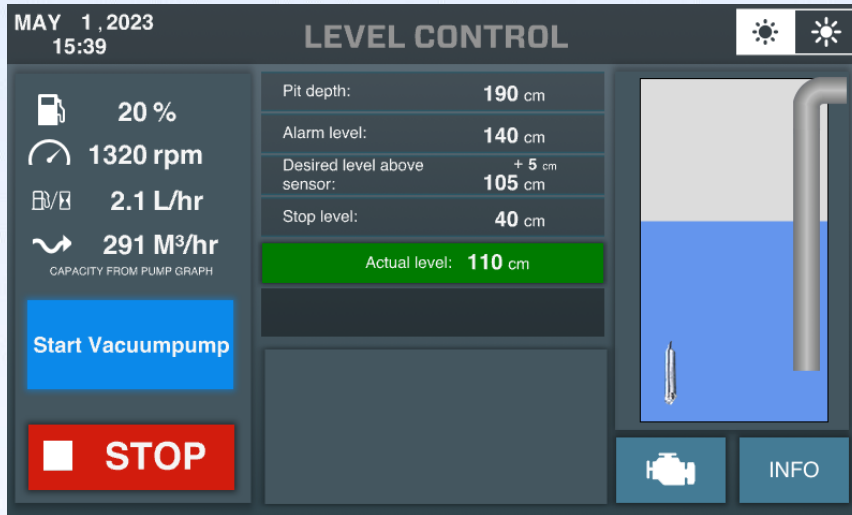 MAY 1,2023
15:39
LEVEL CONTROL
20 %
1320 rpm
2.1 L/hr
291 M³/hr
CAPACITY FROM PUMP GRAPH
Start Vacuumpump
STOP
Pit depth: 190 cm
Alarm level: 140 cm
Desired level above + 5 cm
sensor: 105 cm
Stop level: 40 cm
Actual level: 110 cm
INFO